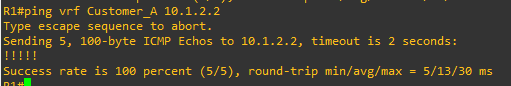 R1#ping vrf Customer_A 10.1.2.2
Type escape sequence to abort.
Sending 5, 100-byte ICMP Echos to 10.1.2.2, timeout is 2 seconds:
!!!!!
Success rate is 100 percent (5/5), round-trip min/avg/max = 5/13/30 ms
R1#